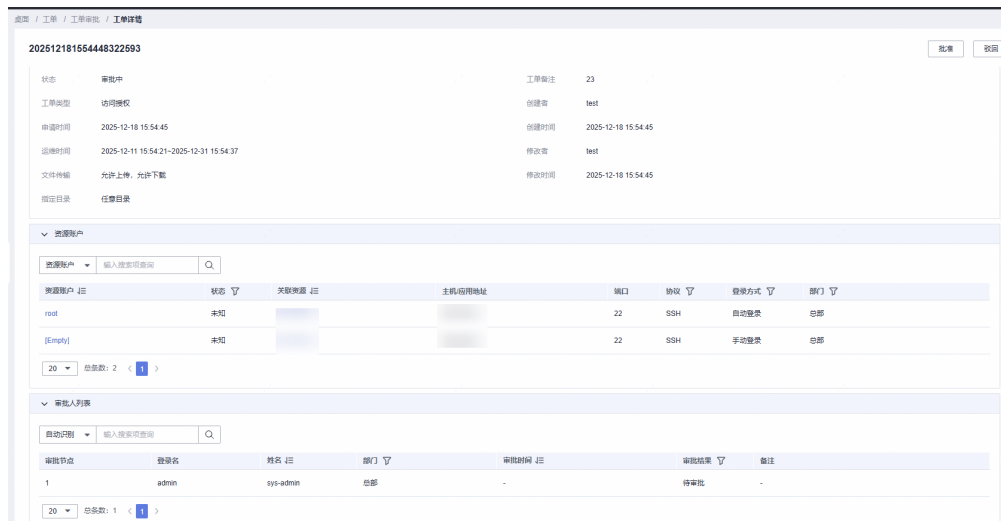 桌面 / 工单 / 工单审批 / 工单详情
202512181554448322593 批准 驳回
状态 审批中 工单备注 23
工单类型 访问授权 创建者 test
申请时间 2025-12-18 15:54:45 创建时间 2025-12-18 15:54:45
运维时间 2025-12-11 15:54:21~2025-12-31 15:54:37 修改者 test
文件传输 允许上传，允许下载 修改时间 2025-12-18 15:54:45
指定目录 任意目录
资源账户
资源账户 输入搜索项查询
资源账户 状态 关联资源 主机/应用地址 端口 协议 登录方式 部门
root 未知 22 SSH 自动登录 总部
[Empty] 未知 22 SSH 手动登录 总部
20 总条数: 2 < 1 >
审批人列表
自动识别 输入搜索项查询
审批节点 登录名 姓名 部门 审批时间 审批结果 备注
1 admin sys-admin 总部 - 待审批 -
20 总条数: 1 < 1 >